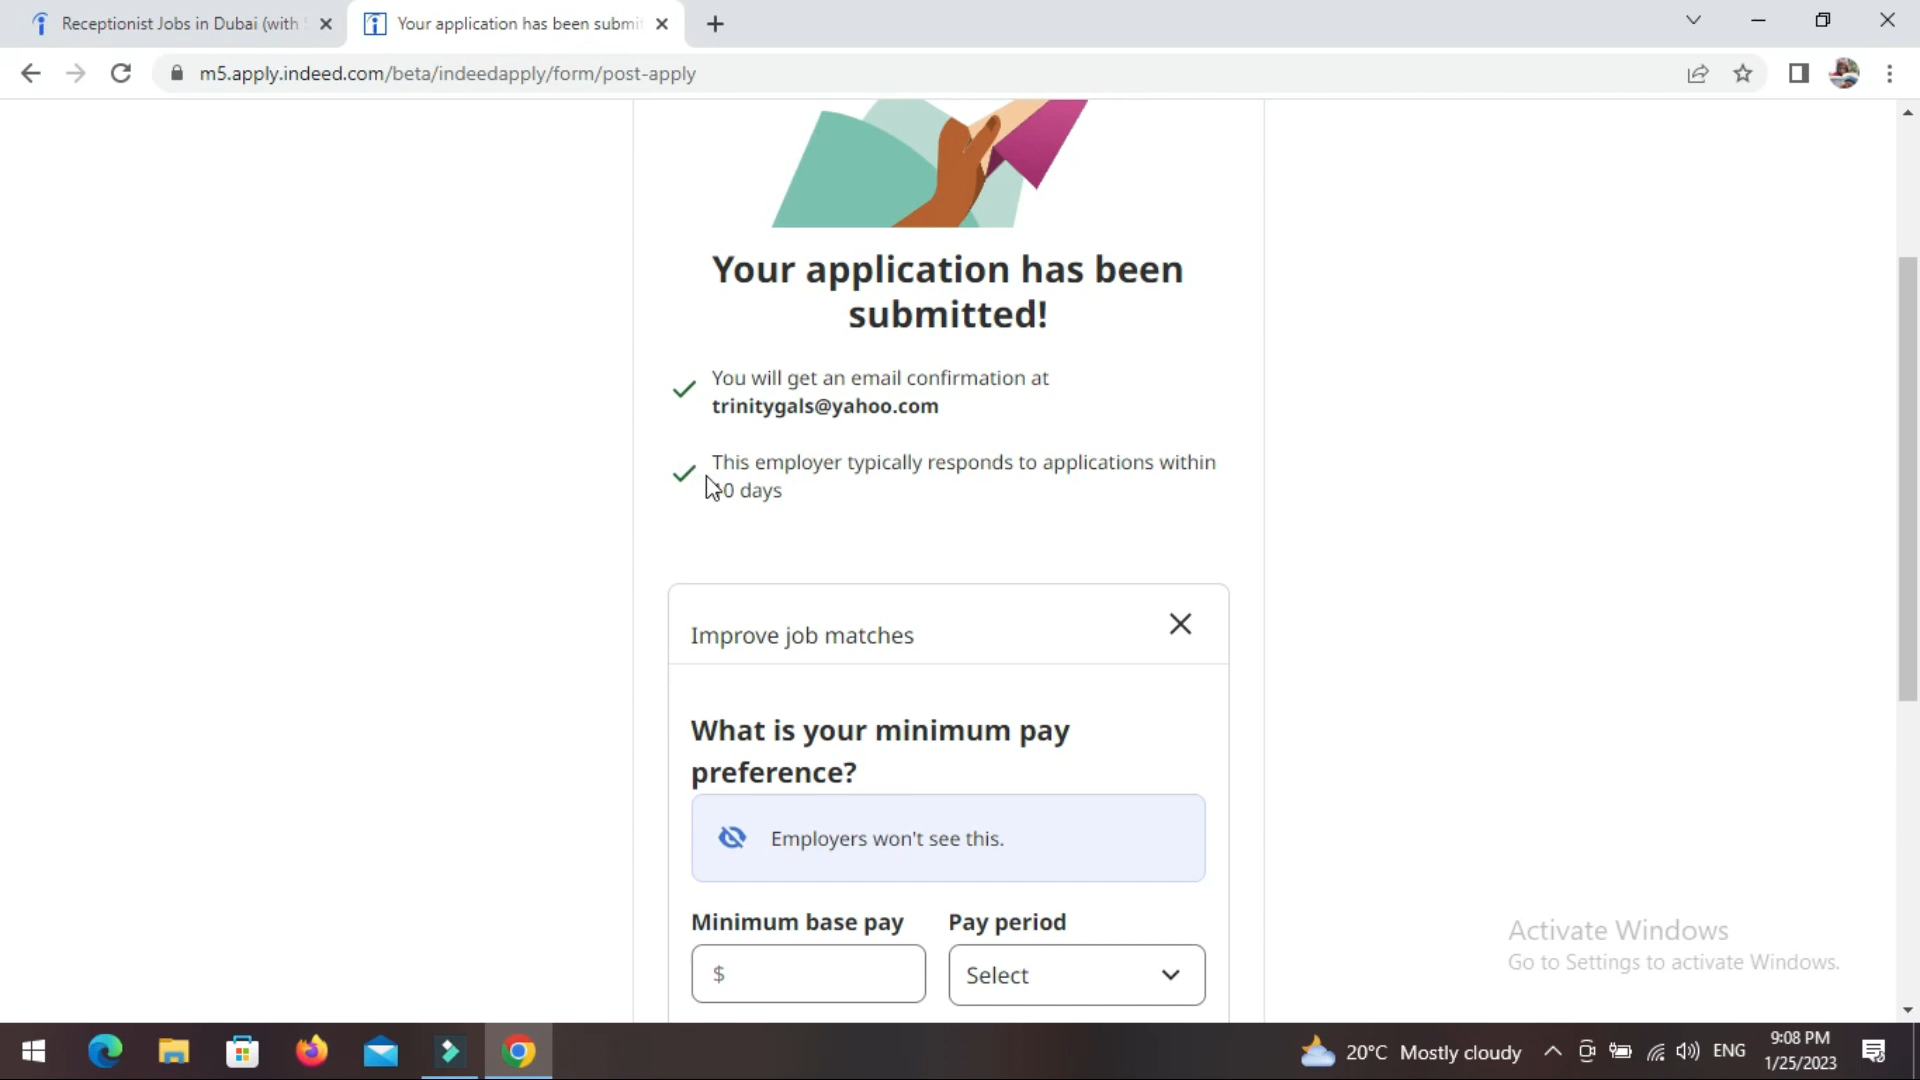 Receptionist Jobs in Dubai (with
Your application has been submi
m5.apply.indeed.com/beta/indeedapply/form/post-apply
Your application has been
submitted!
You will get an email confirmation at
trinitygals@yahoo.com
This employer typically responds to applications within
days
Improve job matches
What is your minimum pay
preference?
Employers won't see this.
Minimum base pay
Pay period
$
Select
Activate Windows
Go to Settings to activate Windows.
20°C Mostly cloudy
ENG
9:08 PM
1/25/2023